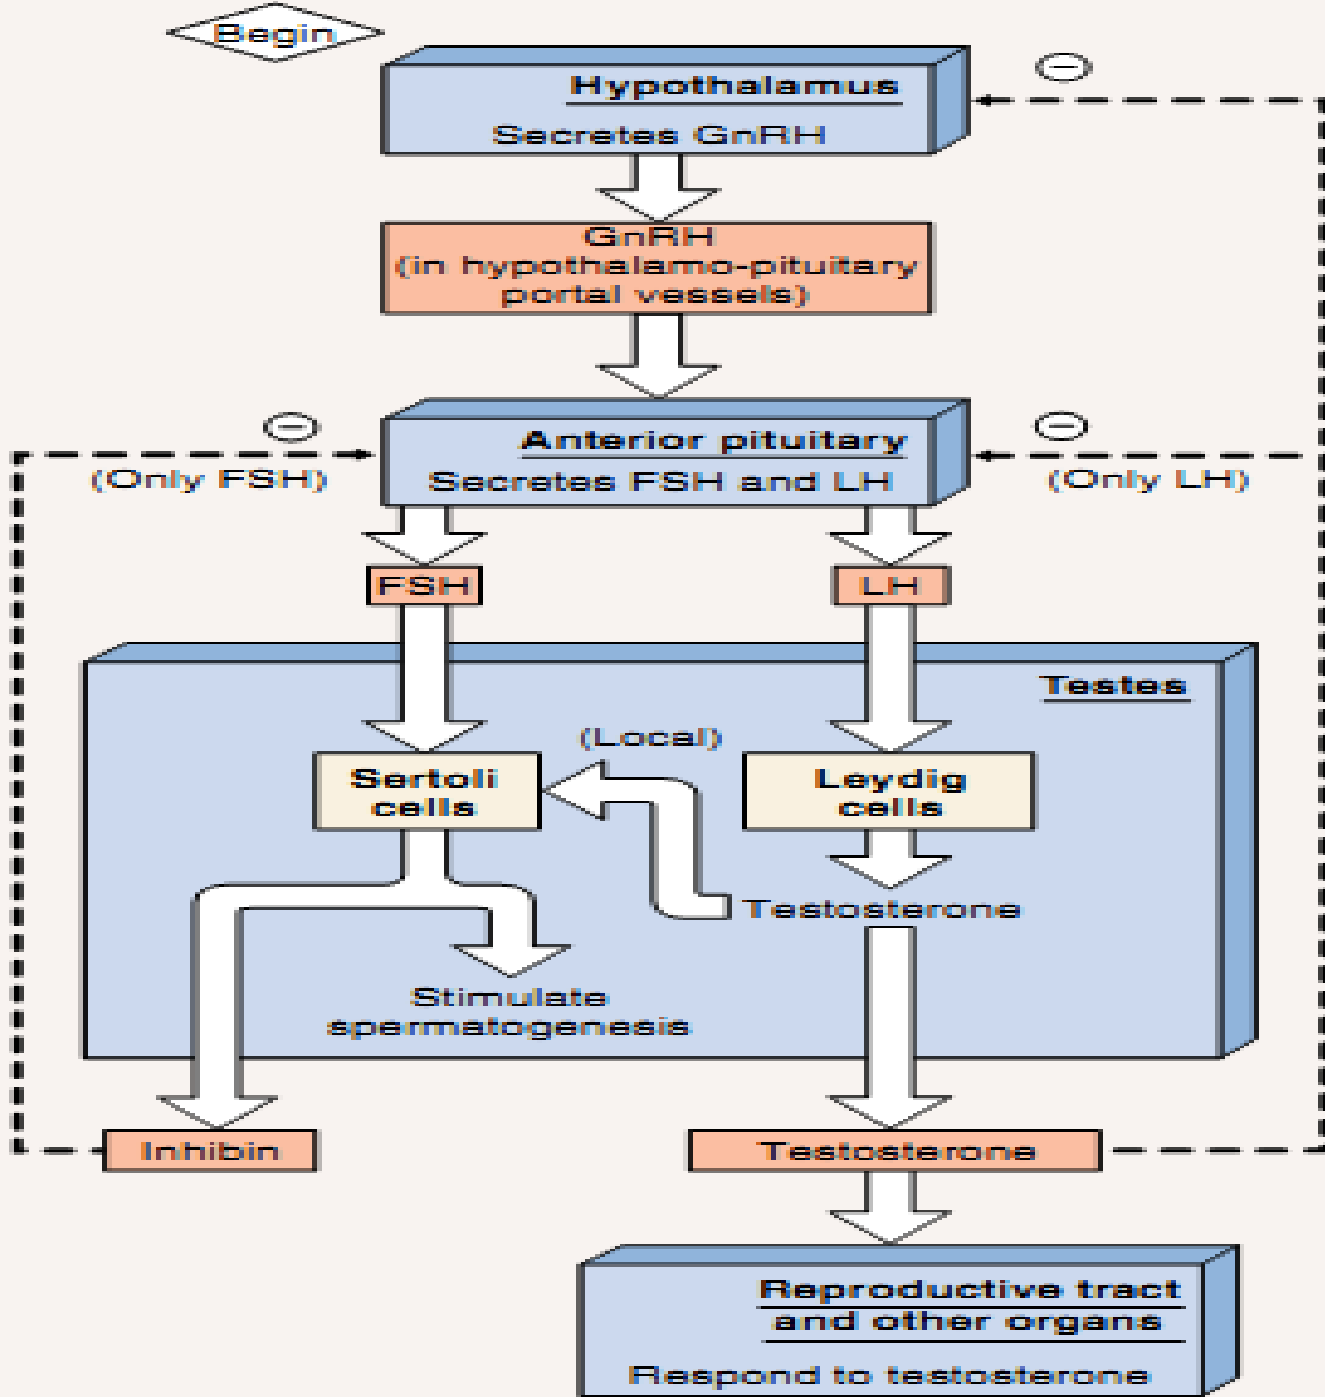 Begin
Hypothalamus
Secretes GnRH
GnRH
(in hypothalamo-pituitary
portal vessels)
Anterior pituitary
Secretes FSH and LH
(Only FSH)
(Only LH)
FSH
LH
Testes
(Local)
Sertoli
cells
Leydig
cells
Testosterone
Stimulate
spermatogenesis
Inhibin
Testosterone
Reproductive tract
and other organs
Respond to testosterone